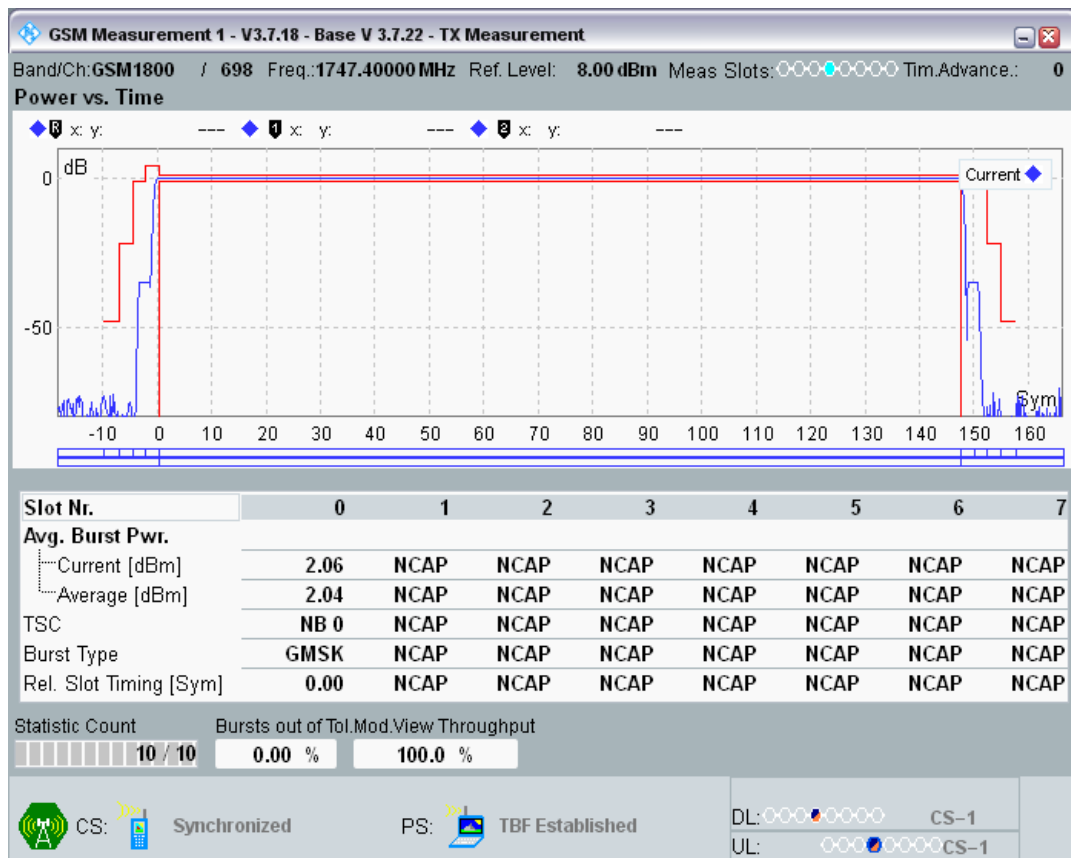 GSM Measurement 1 - V3.7.18 - Base V 3.7.22 - TX Measurement
Band/Ch:GSM1800 / 698 Freq.:1747.40000 MHz Ref. Level: 8.00 dBm Meas Slots: Tim.Advance.: 0
Power vs. Time
R x: y: --- 1 x: y: --- 2 x: y: ---
dB
Current
0
-50
Sym
-10 0 10 20 30 40 50 60 70 80 90 100 110 120 130 140 150 160
Slot Nr. 0 1 2 3 4 5 6 7
Avg. Burst Pwr.
Current [dBm] 2.06 NCAP NCAP NCAP NCAP NCAP NCAP NCAP
Average [dBm] 2.04 NCAP NCAP NCAP NCAP NCAP NCAP NCAP
TSC NB 0 NCAP NCAP NCAP NCAP NCAP NCAP NCAP
Burst Type GMSK NCAP NCAP NCAP NCAP NCAP NCAP NCAP
Rel. Slot Timing [Sym] 0.00 NCAP NCAP NCAP NCAP NCAP NCAP NCAP
Statistic Count Bursts out of Tol. Mod.View Throughput
10 / 10 0.00 % 100.0 %
CS: Synchronized PS: TBF Established
DL: CS-1
UL: CS-1